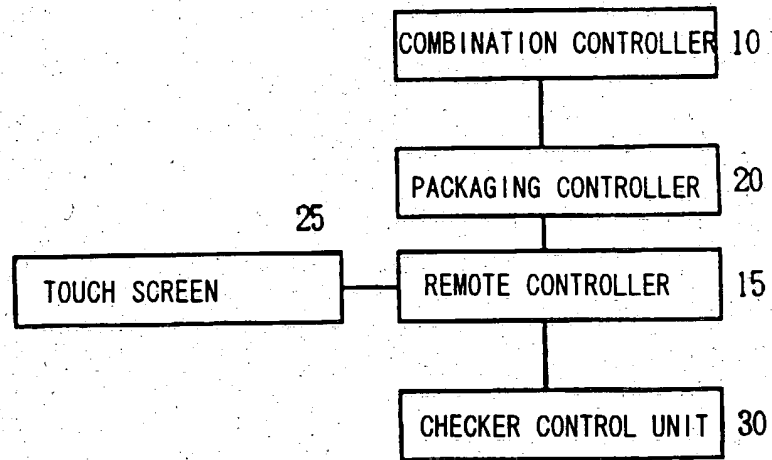 COMBINATION CONTROLLER 10
PACKAGING CONTROLLER 20
25
TOUCH SCREEN
REMOTE CONTROLLER 15
CHECKER CONTROL UNIT 30